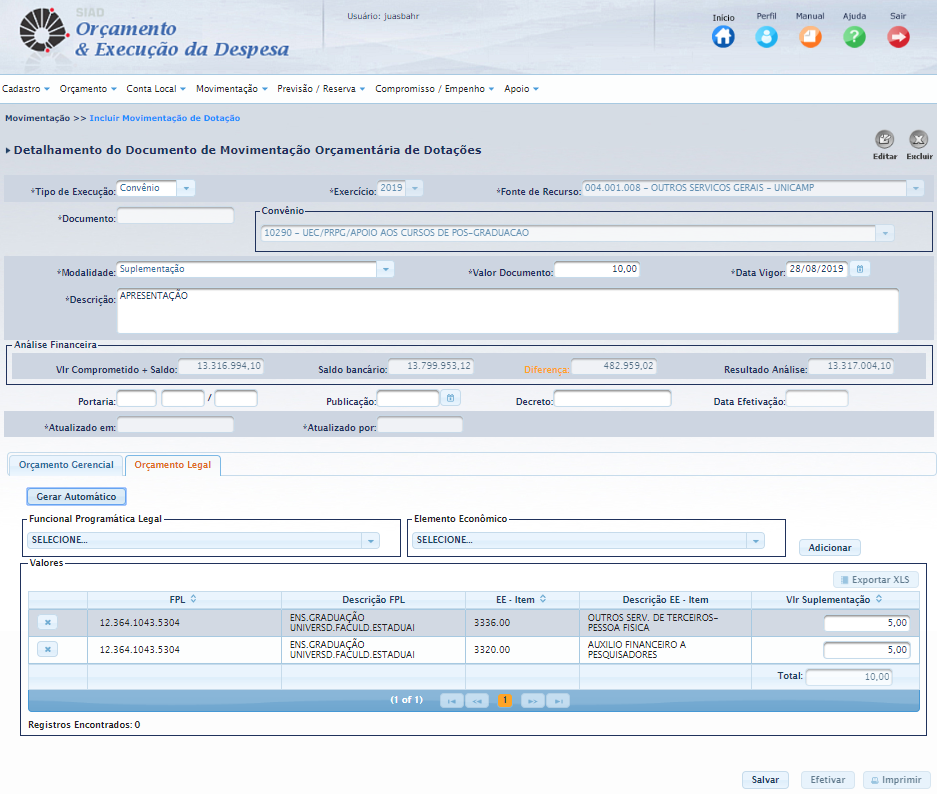 SIAD
Orçamento
& Execução da Despesa
Usuário: juasbahr
Início Perfil Manual Ajuda Sair
Cadastro Orçamento Conta Local Movimentação Previsão / Reserva Compromisso / Empenho Apoio
Movimentação >> Incluir Movimentação de Dotação
Detalhamento do Documento de Movimentação Orçamentária de Dotações
Editar Excluir
*Tipo de Execução: Convênio *Exercício: 2019 *Fonte de Recurso: 004.001.008 - OUTROS SERVICOS GERAIS - UNICAMP
*Documento:
Convênio
10290 - UEC/PRPG/APOIO AOS CURSOS DE POS-GRADUACAO
*Modalidade: Suplementação *Valor Documento: 10,00 *Data Vigor: 28/08/2019
*Descrição: APRESENTAÇÃO
Análise Financeira
Vlr Comprometido + Saldo: 13.316.994,10 Saldo bancário: 13.799.953,12 Diferença: 482.959,02 Resultado Análise: 13.317.004,10
Portaria: / Publicação: Decreto: Data Efetivação:
*Atualizado em: *Atualizado por:
Orçamento Gerencial Orçamento Legal
Gerar Automático
Funcional Programática Legal Elemento Econômico
SELECIONE... SELECIONE...
Adicionar
Valores
Exportar XLS
FPL Descrição FPL EE - Item Descrição EE - Item Vlr Suplementação
12.364.1043.5304 ENS.GRADUAÇÃO UNIVERSD.FACULD.ESTADUAI 3336.00 OUTROS SERV. DE TERCEIROS- PESSOA FISICA 5,00
12.364.1043.5304 ENS.GRADUAÇÃO UNIVERSD.FACULD.ESTADUAI 3320.00 AUXILIO FINANCEIRO A PESQUISADORES 5,00
Total: 10,00
(1 of 1) 1
Registros Encontrados: 0
Salvar Efetivar Imprimir